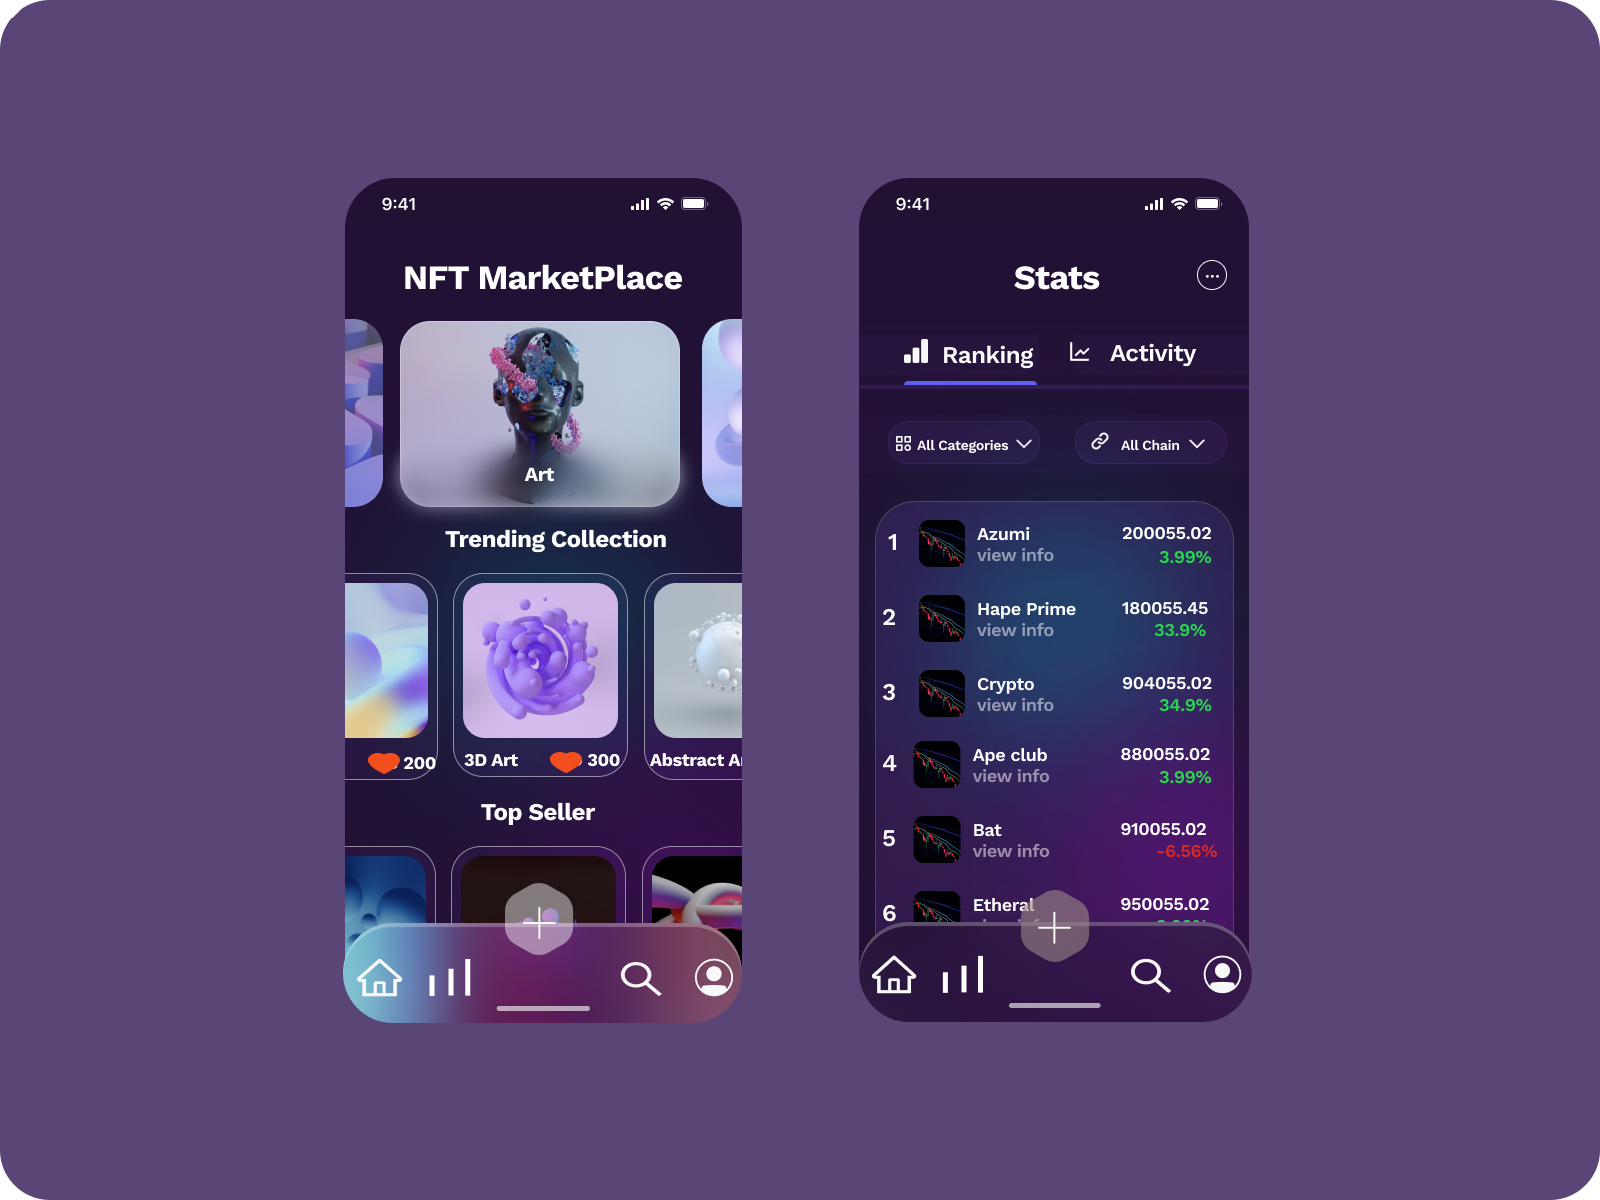 9:41
NFT MarketPlace
Art
Trending Collection
200
3D Art 300
Abstract A
Top Seller
9:41
Stats
Ranking Activity
All Categories All Chain
1 Azumi 200055.02
view info 3.99%
2 Hape Prime 180055.45
view info 33.9%
3 Crypto 904055.02
view info 34.9%
4 Ape club 880055.02
view info 3.99%
5 Bat 910055.02
view info -6.56%
6 Etheral 950055.02